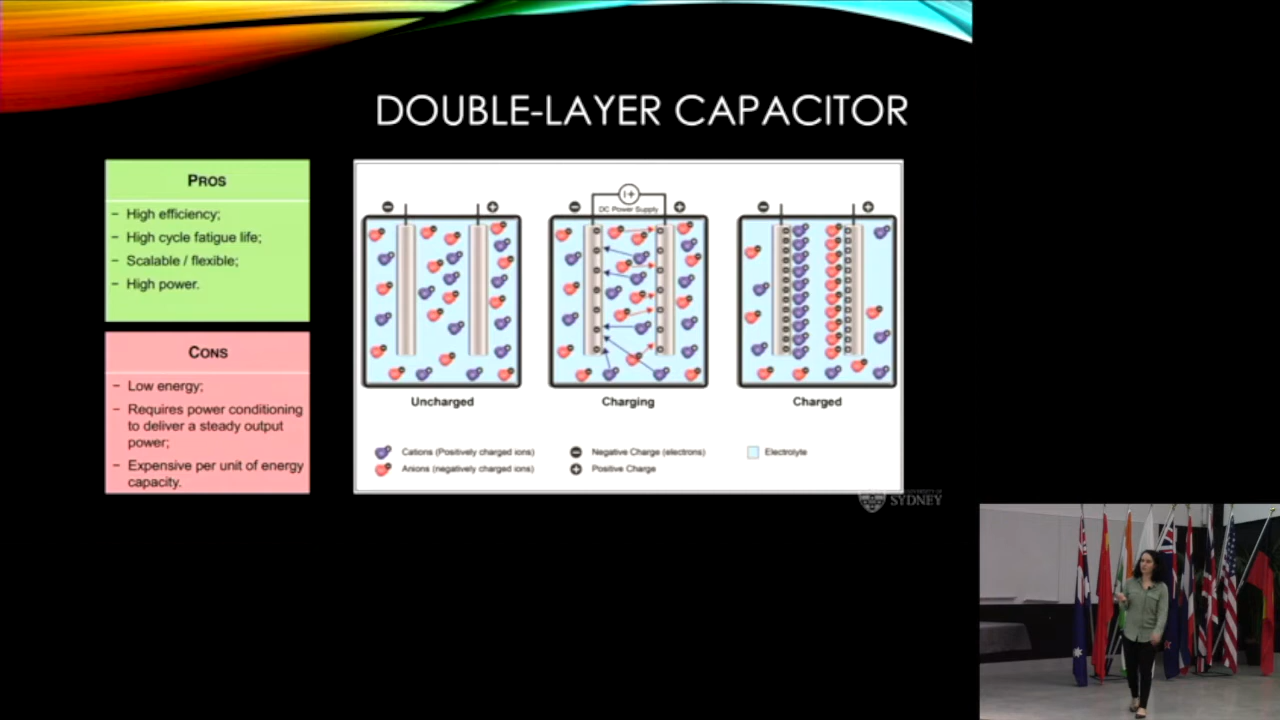 DOUBLE-LAYER CAPACITOR
PROS
– High efficiency;
– High cycle fatigue life;
– Scalable / flexible;
– High power.
CONS
– Low energy;
– Requires power conditioning
to deliver a steady output
power;
– Expensive per unit of energy
capacity.
DC Power Supply
Uncharged
Charging
Charged
Cations (Positively charged ions)
Anions (negatively charged ions)
Negative Charge (electrons)
Positive Charge
Electrolyte
SYDNEY